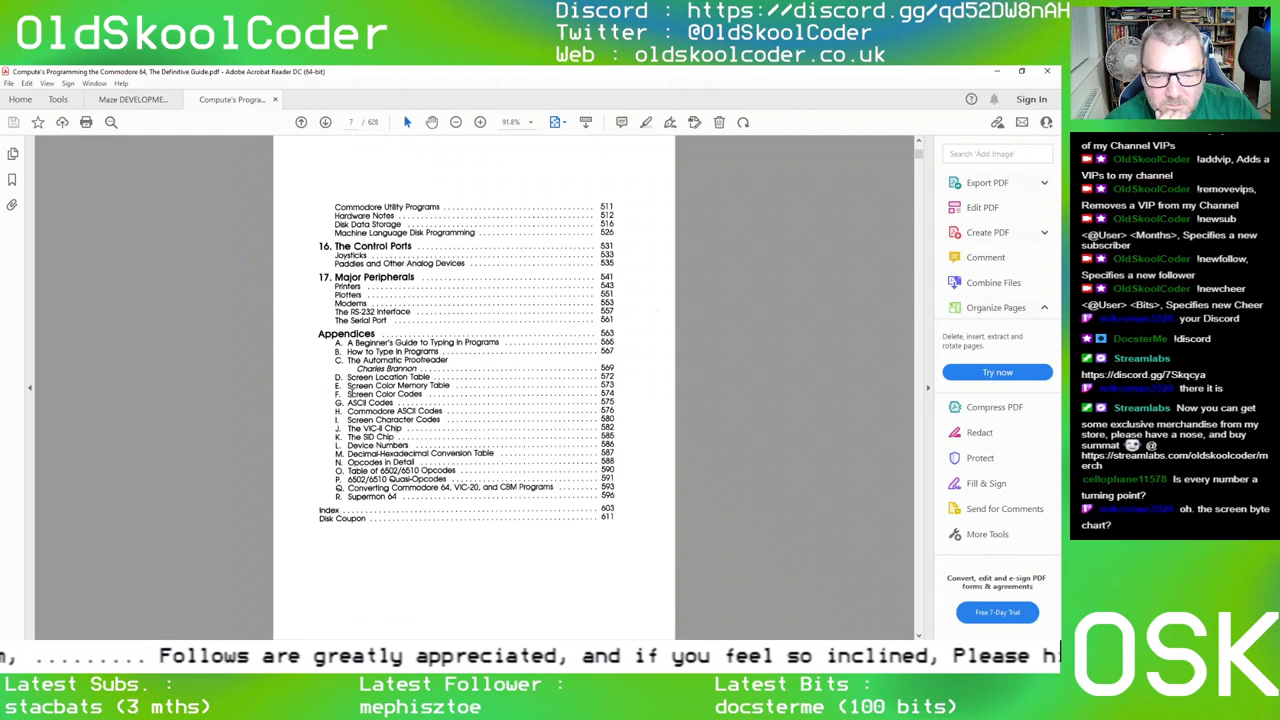 OldSkoolCoder
Discord : https://discord.gg/qd52DW8nAH
Twitter : @OldSkoolCoder
Web : oldskoolcoder.co.uk
Compute's Programming the Commodore 64, The Definitive Guide.pdf - Adobe Acrobat Reader DC (64-bit)
File Edit View Sign Window Help
Home Tools Maze DEVELOPME... Compute's Progra... × Sign In
7 / 628 91.8%
Commodore Utility Programs 511
Hardware Notes 512
Disk Data Storage 516
Machine Language Disk Programming 526
16. The Control Ports 531
Joysticks 533
Paddles and Other Analog Devices 535
17. Major Peripherals 541
Printers 543
Plotters 551
Modems 553
The RS-232 Interface 557
The Serial Port 561
Appendices 563
A. A Beginner's Guide to Typing In Programs 565
B. How to Type In Programs 567
C. The Automatic Proofreader
Charles Brannon 569
D. Screen Location Table 572
E. Screen Color Memory Table 573
F. Screen Color Codes 574
G. ASCII Codes 575
H. Commodore ASCII Codes 576
I. Screen Character Codes 580
J. The VIC-II Chip 582
K. The SID Chip 585
L. Device Numbers 586
M. Decimal-Hexadecimal Conversion Table 587
N. Opcodes in Detail 588
O. Table of 6502/6510 Opcodes 590
P. 6502/6510 Quasi-Opcodes 591
Q. Converting Commodore 64, VIC-20, and CBM Programs 593
R. Supermon 64 596
Index 603
Disk Coupon 611
Search 'Add Image'
Export PDF
Edit PDF
Create PDF
Comment
Combine Files
Organize Pages
Delete, insert, extract and
rotate pages.
Try now
Compress PDF
Redact
Protect
Fill & Sign
Send for Comments
More Tools
Convert, edit and e-sign PDF
forms & agreements
Free 7-Day Trial
of my Channel VIPs
OldSkoolCoder !addvip, Adds a
VIPs to my channel
OldSkoolCoder !removevips,
Removes a VIP from my Channel
OldSkoolCoder !newsub
<@User> <Months>, Specifies a new
subscriber
OldSkoolCoder !newfollow,
Specifies a new follower
OldSkoolCoder !newcheer
<@User> <Bits>, Specifies new Cheer
your Discord
DocsterMe !discord
Streamlabs
https://discord.gg/7Skqcya
there it is
Streamlabs Now you can get
some exclusive merchandise from my
store, please have a nose, and buy
summat @
https://streamlabs.com/oldskoolcoder/m
erch
cellophane11578 Is every number a
turning point?
oh. the screen byte
chart?
OSK
m, ......... Follows are greatly appreciated, and if you feel so inclined, Please hi
Latest Subs. :
stacbats (3 mths)
Latest Follower :
mephisztoe
Latest Bits :
docsterme (100 bits)